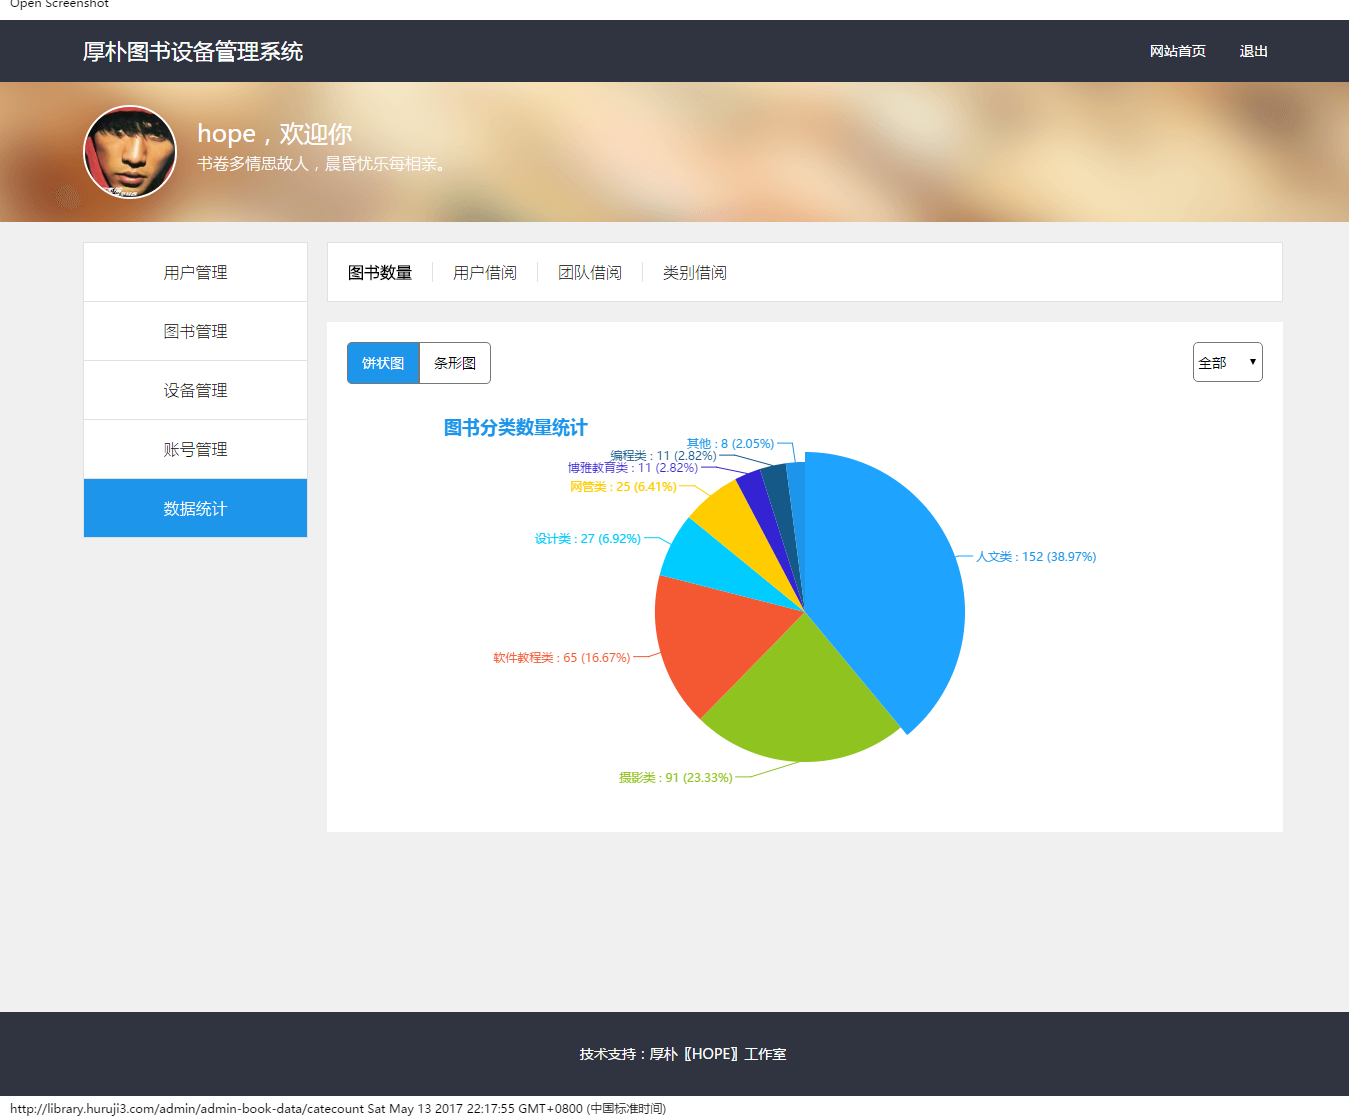 Open Screenshot
厚朴图书设备管理系统
网站首页 退出
hope，欢迎你
书卷多情思故人，晨昏忧乐每相亲。
用户管理
图书管理
设备管理
账号管理
数据统计
图书数量 用户借阅 团队借阅 类别借阅
饼状图 条形图 全部
图书分类数量统计
其他 : 8 (2.05%)
编程类 : 11 (2.82%)
博雅教育类 : 11 (2.82%)
网管类 : 25 (6.41%)
设计类 : 27 (6.92%)
人文类 : 152 (38.97%)
软件教程类 : 65 (16.67%)
摄影类 : 91 (23.33%)
技术支持：厚朴〖HOPE〗工作室
http://library.huruji3.com/admin/admin-book-data/catecount Sat May 13 2017 22:17:55 GMT+0800 (中国标准时间)